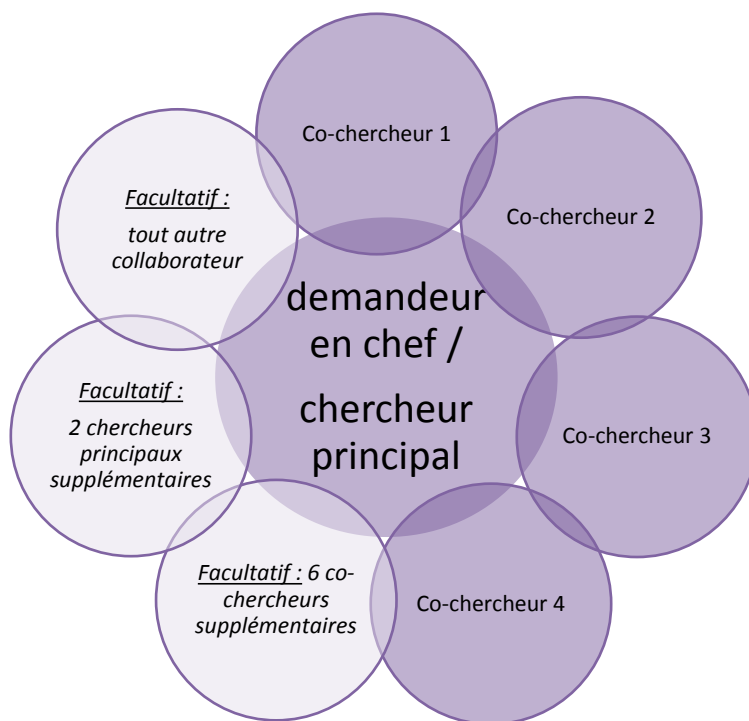 Co-chercheur 1
Co-chercheur 2
Co-chercheur 3
Co-chercheur 4
Facultatif : 6 co-
chercheurs
supplémentaires
Facultatif :
2 chercheurs
principaux
supplémentaires
Facultatif :
tout autre
collaborateur
demandeur
en chef /
chercheur
principal